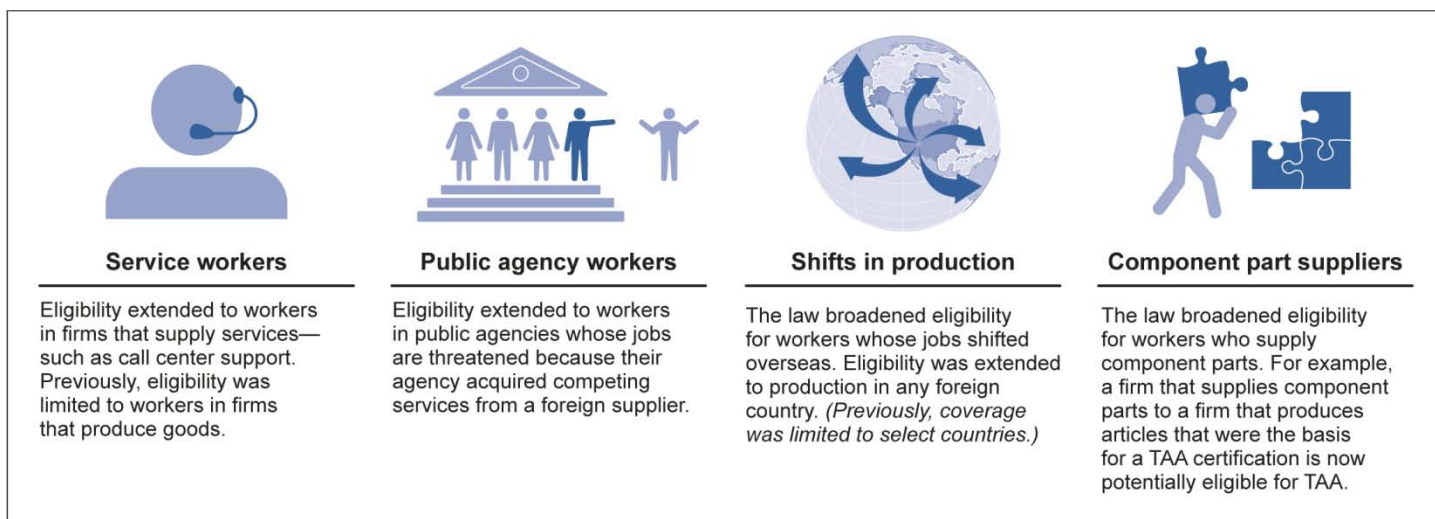 Service workers
Eligibility extended to workers
in firms that supply services—
such as call center support.
Previously, eligibility was
limited to workers in firms
that produce goods.
Public agency workers
Eligibility extended to workers
in public agencies whose jobs
are threatened because their
agency acquired competing
services from a foreign supplier.
Shifts in production
The law broadened eligibility
for workers whose jobs shifted
overseas. Eligibility was extended
to production in any foreign
country. (Previously, coverage
was limited to select countries.)
Component part suppliers
The law broadened eligibility
for workers who supply
component parts. For example,
a firm that supplies component
parts to a firm that produces
articles that were the basis
for a TAA certification is now
potentially eligible for TAA.